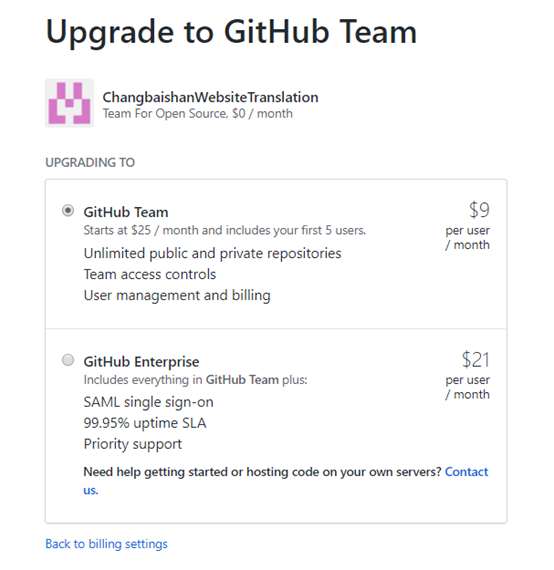 Upgrade to GitHub Team
ChangbaishanWebsiteTranslation
Team For Open Source, $0 / month
UPGRADING TO
GitHub Team
$9
Starts at $25 / month and includes your first 5 users.
per user
/ month
Unlimited public and private repositories
Team access controls
User management and billing
GitHub Enterprise
$21
Includes everything in GitHub Team plus:
per user
/ month
SAML single sign-on
99.95% uptime SLA
Priority support
Need help getting started or hosting code on your own servers? Contact
us.
Back to billing settings